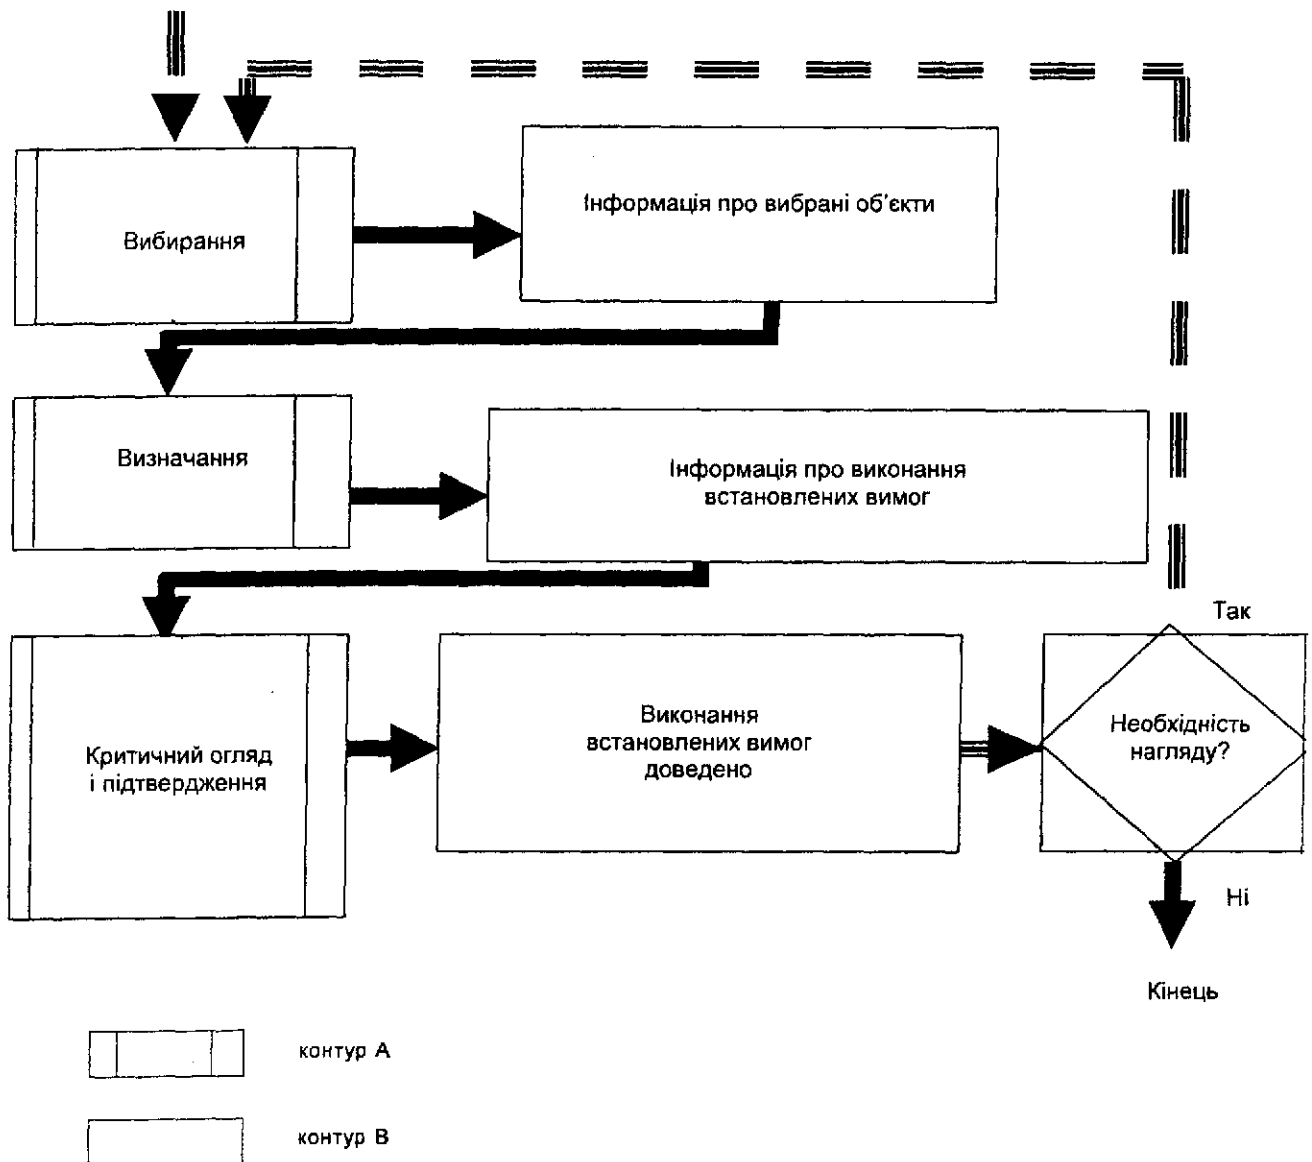 Вибирання
Інформація про вибрані об'єкти
Визначання
Інформація про виконання
встановлених вимог
Критичний огляд
і підтвердження
Виконання
встановлених вимог
доведено
Так
Необхідність
нагляду?
Ні
Кінець
контур А
контур В